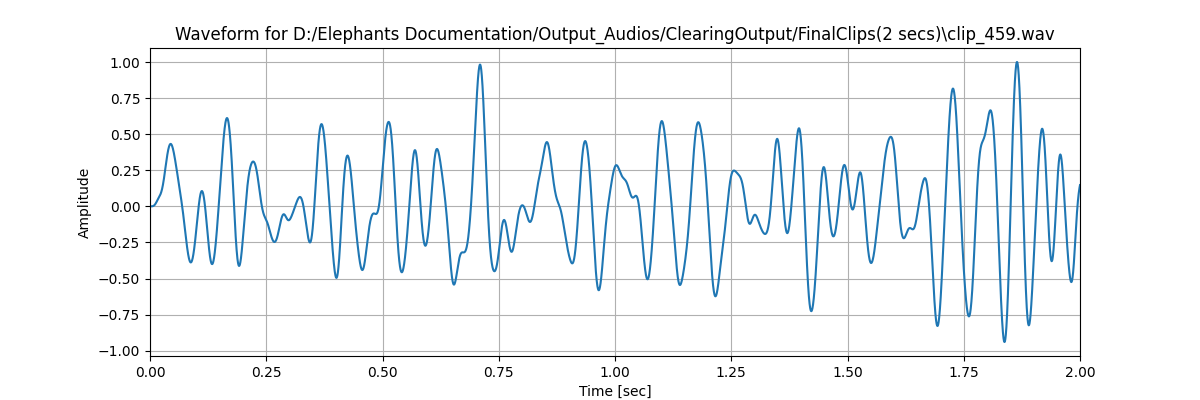 Waveform for D:/Elephants Documentation/Output_Audios/ClearingOutput/FinalClips(2 secs)\clip_459.wav
1.00
0.75
0.50
0.25
0.00
−0.25
−0.50
−0.75
−1.00
Amplitude
0.00 0.25 0.50 0.75 1.00 1.25 1.50 1.75 2.00
Time [sec]